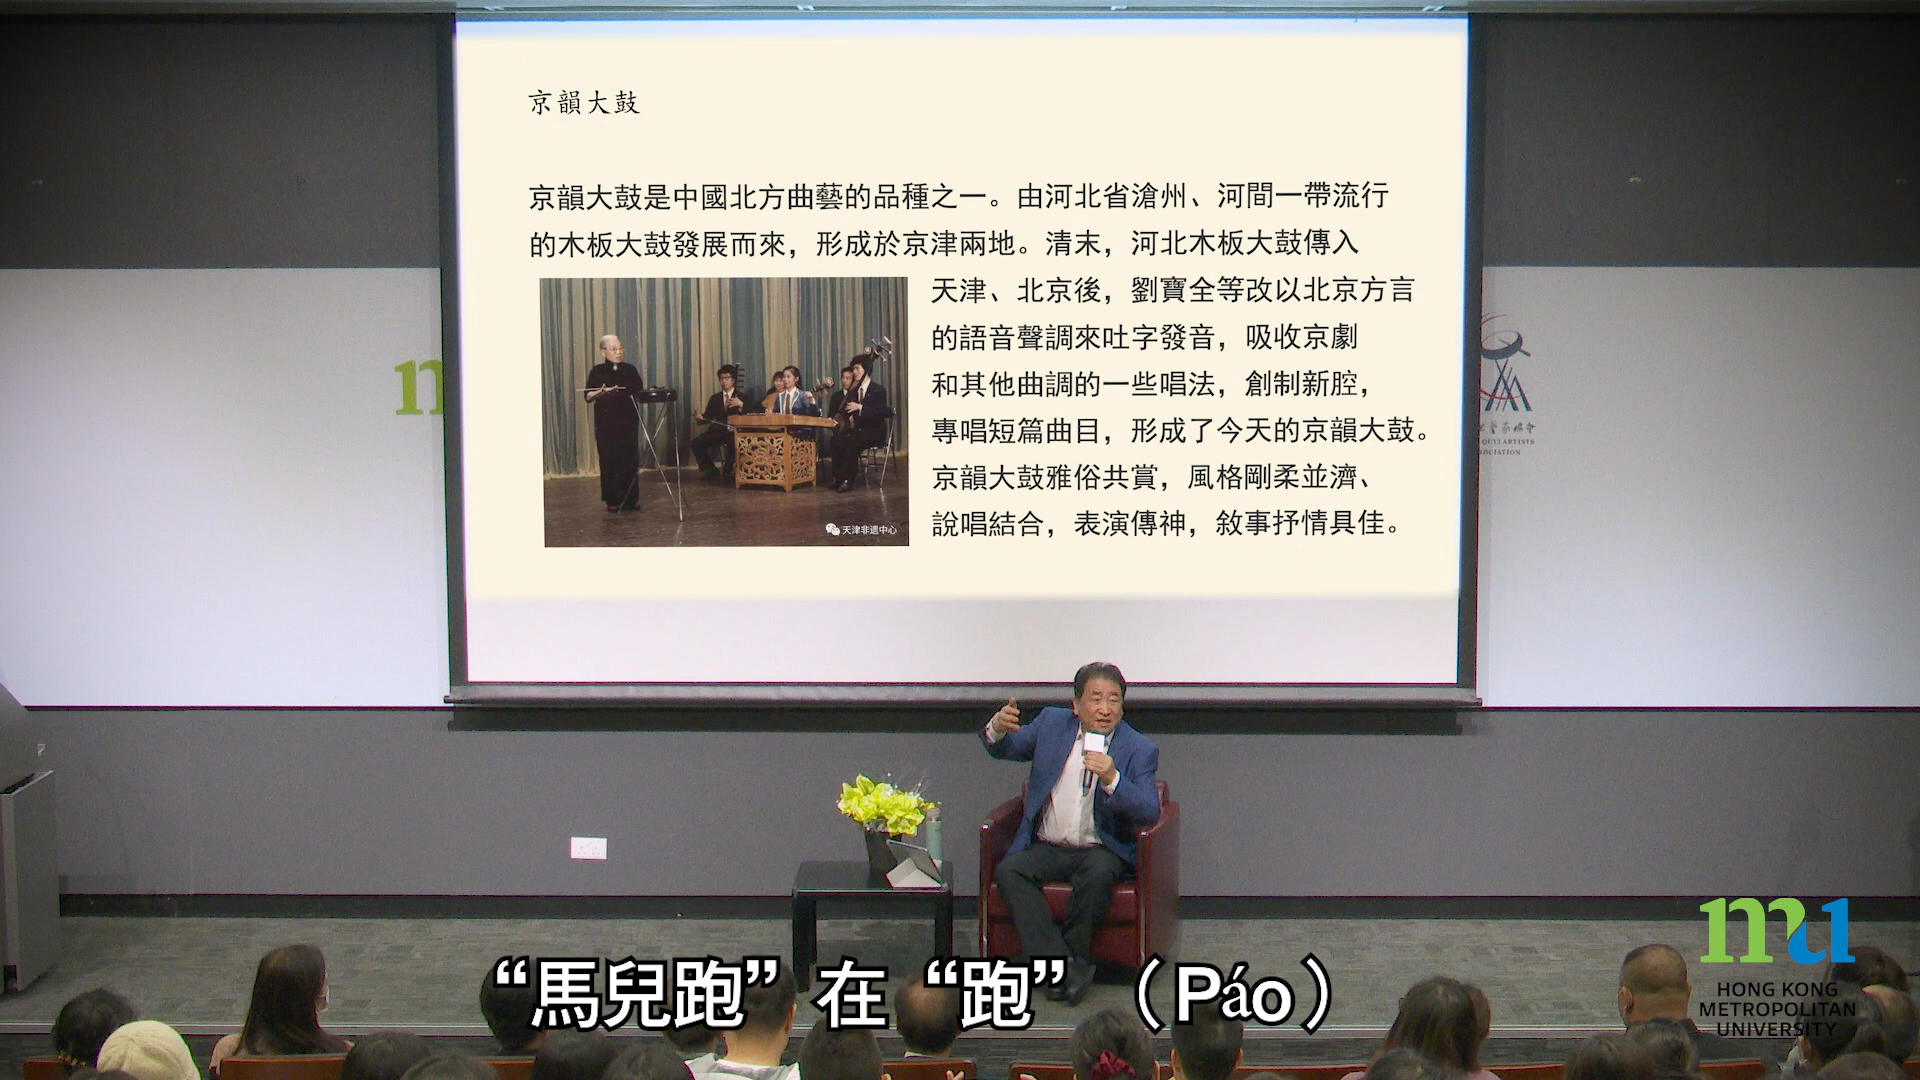 京韻大鼓
京韻大鼓是中國北方曲藝的品種之一。由河北省滄州、河間一帶流行
的木板大鼓發展而來，形成於京津兩地。清末，河北木板大鼓傳入
天津、北京後，劉寶全等改以北京方言
的語音聲調來吐字發音，吸收京劇
和其他曲調的一些唱法，創制新腔，
專唱短篇曲目，形成了今天的京韻大鼓。
京韻大鼓雅俗共賞，風格剛柔並濟、
說唱結合，表演傳神，敘事抒情具佳。
天津非遺中心
QUYI ARTISTS
“馬兒跑”在“跑”（Páo）
mu
HONG KONG
METROPOLITAN
UNIVERSITY